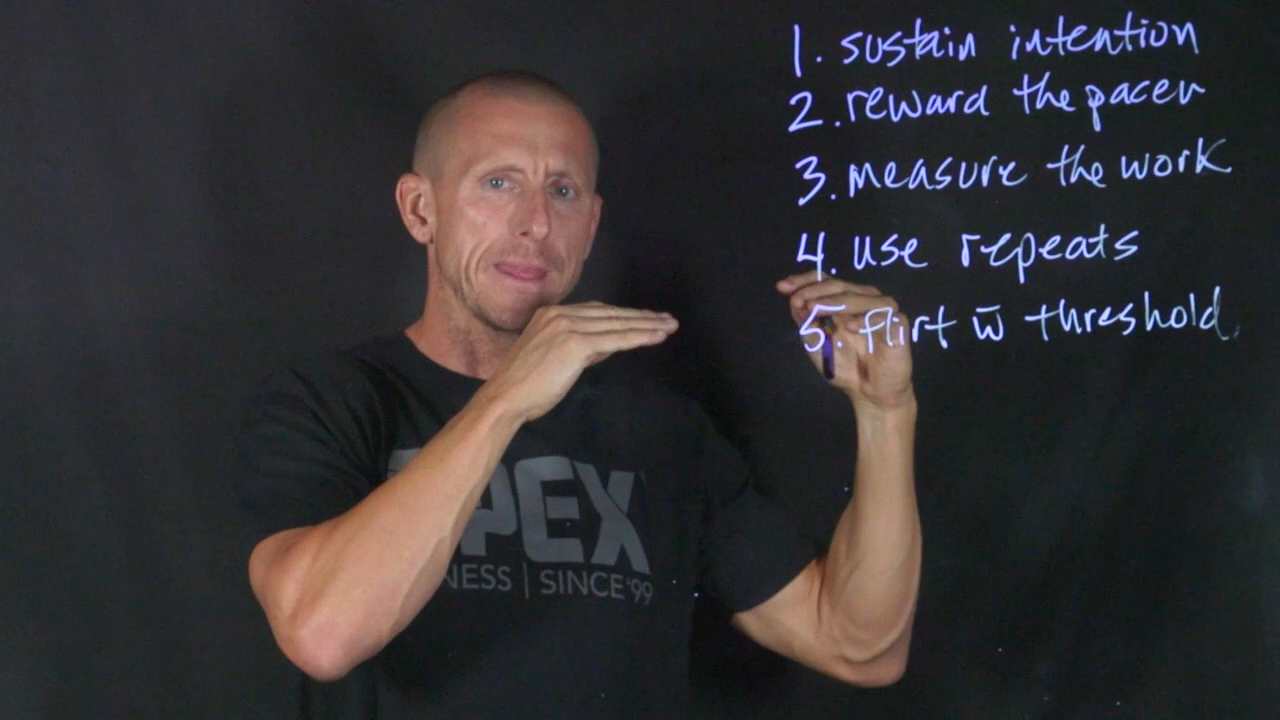 1. sustain intention
2. reward the pacer
3. measure the work
4. use repeats
5. flirt w̄ threshold.
PEX
NESS | SINCE '99